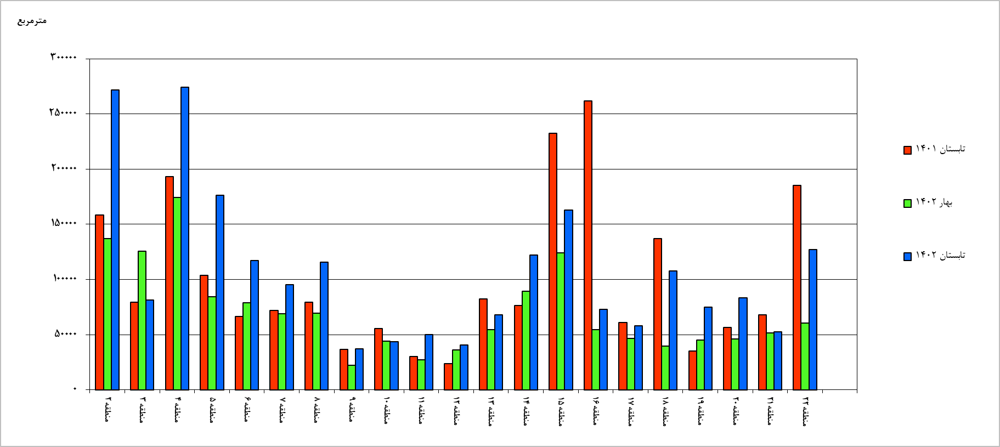 مترمربع
۳۰۰۰۰۰
۲۵۰۰۰۰
۲۰۰۰۰۰
۱۵۰۰۰۰
۱۰۰۰۰۰
۵۰۰۰۰
۰
منطقه ۲
منطقه ۳
منطقه ۴
منطقه ۵
منطقه ۶
منطقه ۷
منطقه ۸
منطقه ۹
منطقه ۱۰
منطقه ۱۱
منطقه ۱۲
منطقه ۱۳
منطقه ۱۴
منطقه ۱۵
منطقه ۱۶
منطقه ۱۷
منطقه ۱۸
منطقه ۱۹
منطقه ۲۰
منطقه ۲۱
منطقه ۲۲
تابستان ۱۴۰۱
بهار ۱۴۰۲
تابستان ۱۴۰۲